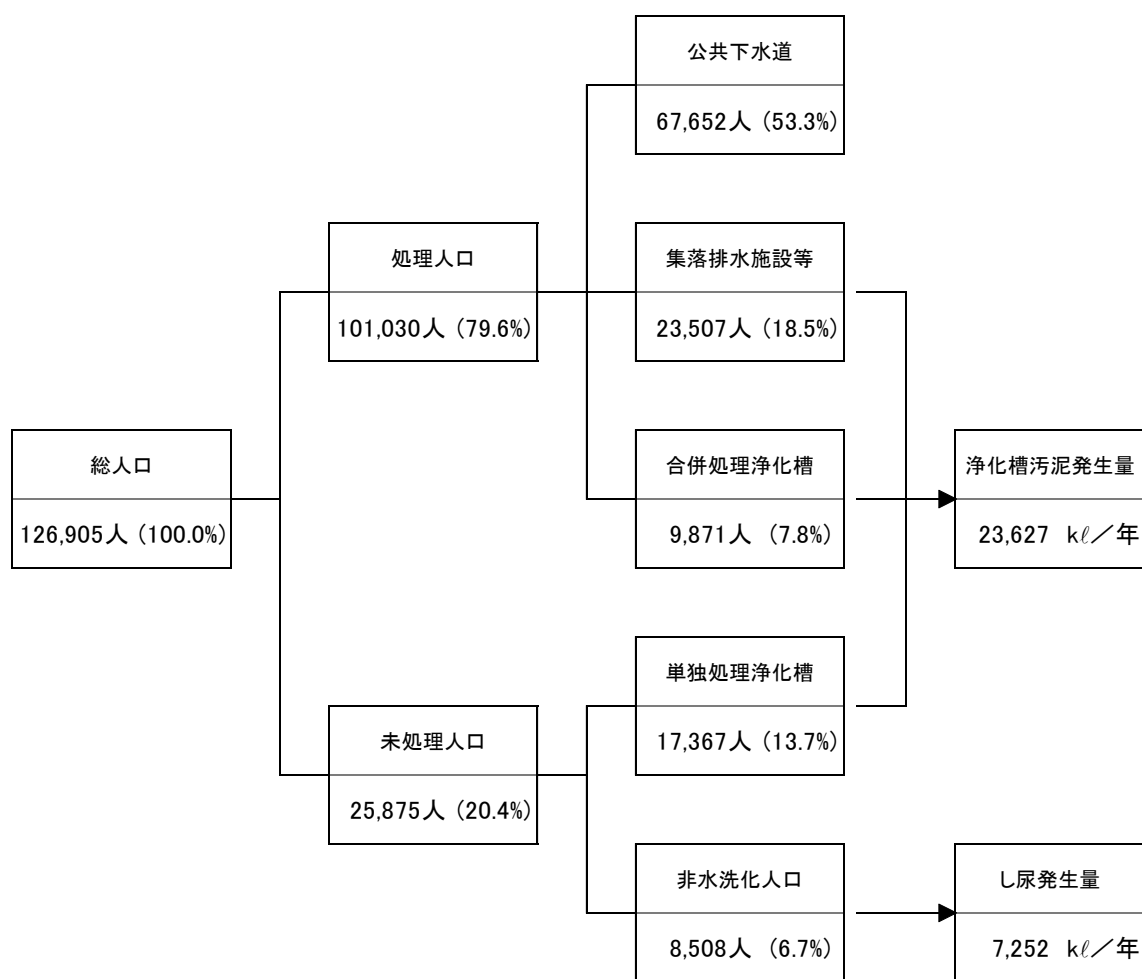 公共下水道
67,652人 (53.3%)
処理人口
101,030人 (79.6%)
集落排水施設等
23,507人 (18.5%)
総人口
126,905人 (100.0%)
合併処理浄化槽
9,871人 (7.8%)
浄化槽汚泥発生量
23,627 kℓ／年
単独処理浄化槽
17,367人 (13.7%)
未処理人口
25,875人 (20.4%)
非水洗化人口
8,508人 (6.7%)
し尿発生量
7,252 kℓ／年